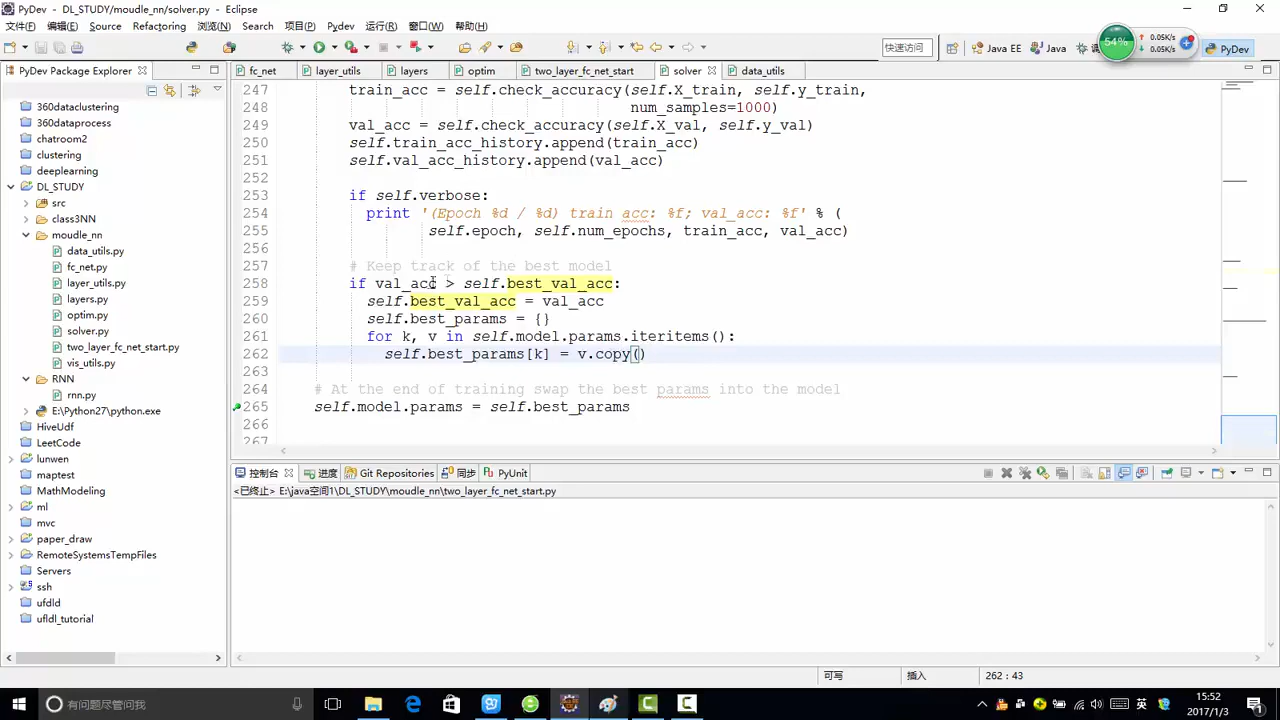 PyDev - DL_STUDY/moudle_nn/solver.py - Eclipse
文件(F) 编辑(E) Source Refactoring 浏览(N) Search 项目(P) Pydev 运行(R) 窗口(W) 帮助(H)
54%
0.05K/s
0.05K/s
快速访问
Java EE
Java
PyDev
PyDev Package Explorer
fc_net
layer_utils
layers
optim
two_layer_fc_net_start
solver
data_utils
360dataclustering
360dataprocess
chatroom2
clustering
deeplearning
DL_STUDY
src
class3NN
moudle_nn
data_utils.py
fc_net.py
layer_utils.py
layers.py
optim.py
solver.py
two_layer_fc_net_start.py
vis_utils.py
RNN
rnn.py
E:\Python27\python.exe
HiveUdf
LeetCode
lunwen
maptest
MathModeling
ml
mvc
paper_draw
RemoteSystemsTempFiles
Servers
ssh
ufdld
ufldl_tutorial
247 train_acc = self.check_accuracy(self.X_train, self.y_train,
248 num_samples=1000)
249 val_acc = self.check_accuracy(self.X_val, self.y_val)
250 self.train_acc_history.append(train_acc)
251 self.val_acc_history.append(val_acc)
252
253 if self.verbose:
254 print '(Epoch %d / %d) train acc: %f; val_acc: %f' % (
255 self.epoch, self.num_epochs, train_acc, val_acc)
256
257 # Keep track of the best model
258 if val_acc > self.best_val_acc:
259 self.best_val_acc = val_acc
260 self.best_params = {}
261 for k, v in self.model.params.iteritems():
262 self.best_params[k] = v.copy()
263
264 # At the end of training swap the best params into the model
265 self.model.params = self.best_params
266
267
控制台
进度
Git Repositories
同步
PyUnit
<已终止> E:\java空间1\DL_STUDY\moudle_nn\two_layer_fc_net_start.py
可写
插入
262 : 43
有问题尽管问我
英
15:52
2017/1/3